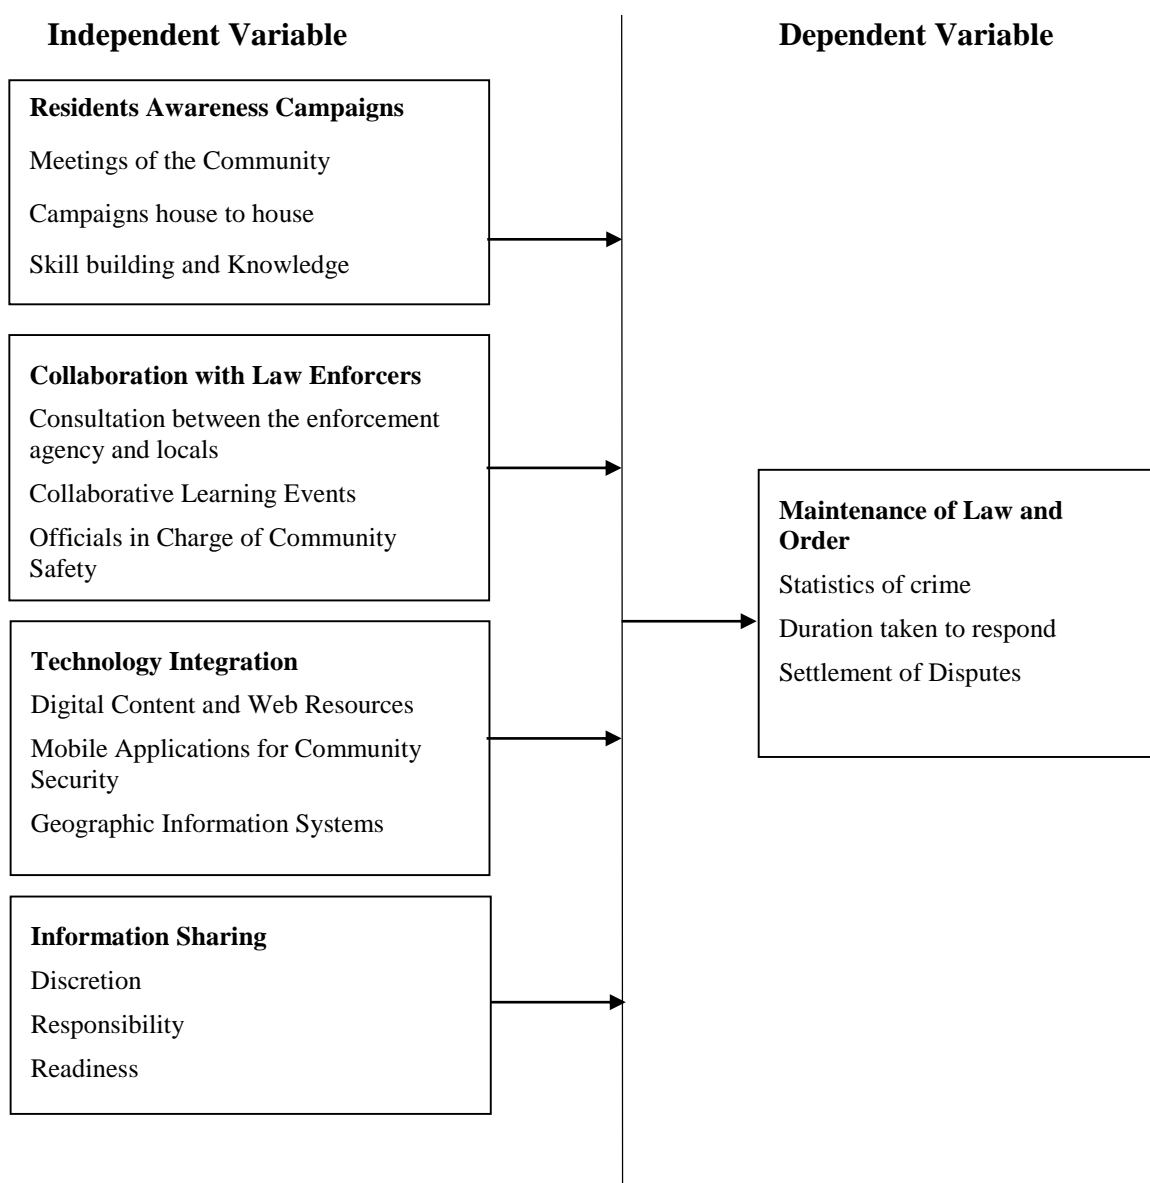 Independent Variable
Dependent Variable
Residents Awareness Campaigns
Meetings of the Community
Campaigns house to house
Skill building and Knowledge
Collaboration with Law Enforcers
Consultation between the enforcement
agency and locals
Collaborative Learning Events
Officials in Charge of Community
Safety
Technology Integration
Digital Content and Web Resources
Mobile Applications for Community
Security
Geographic Information Systems
Information Sharing
Discretion
Responsibility
Readiness
Maintenance of Law and
Order
Statistics of crime
Duration taken to respond
Settlement of Disputes